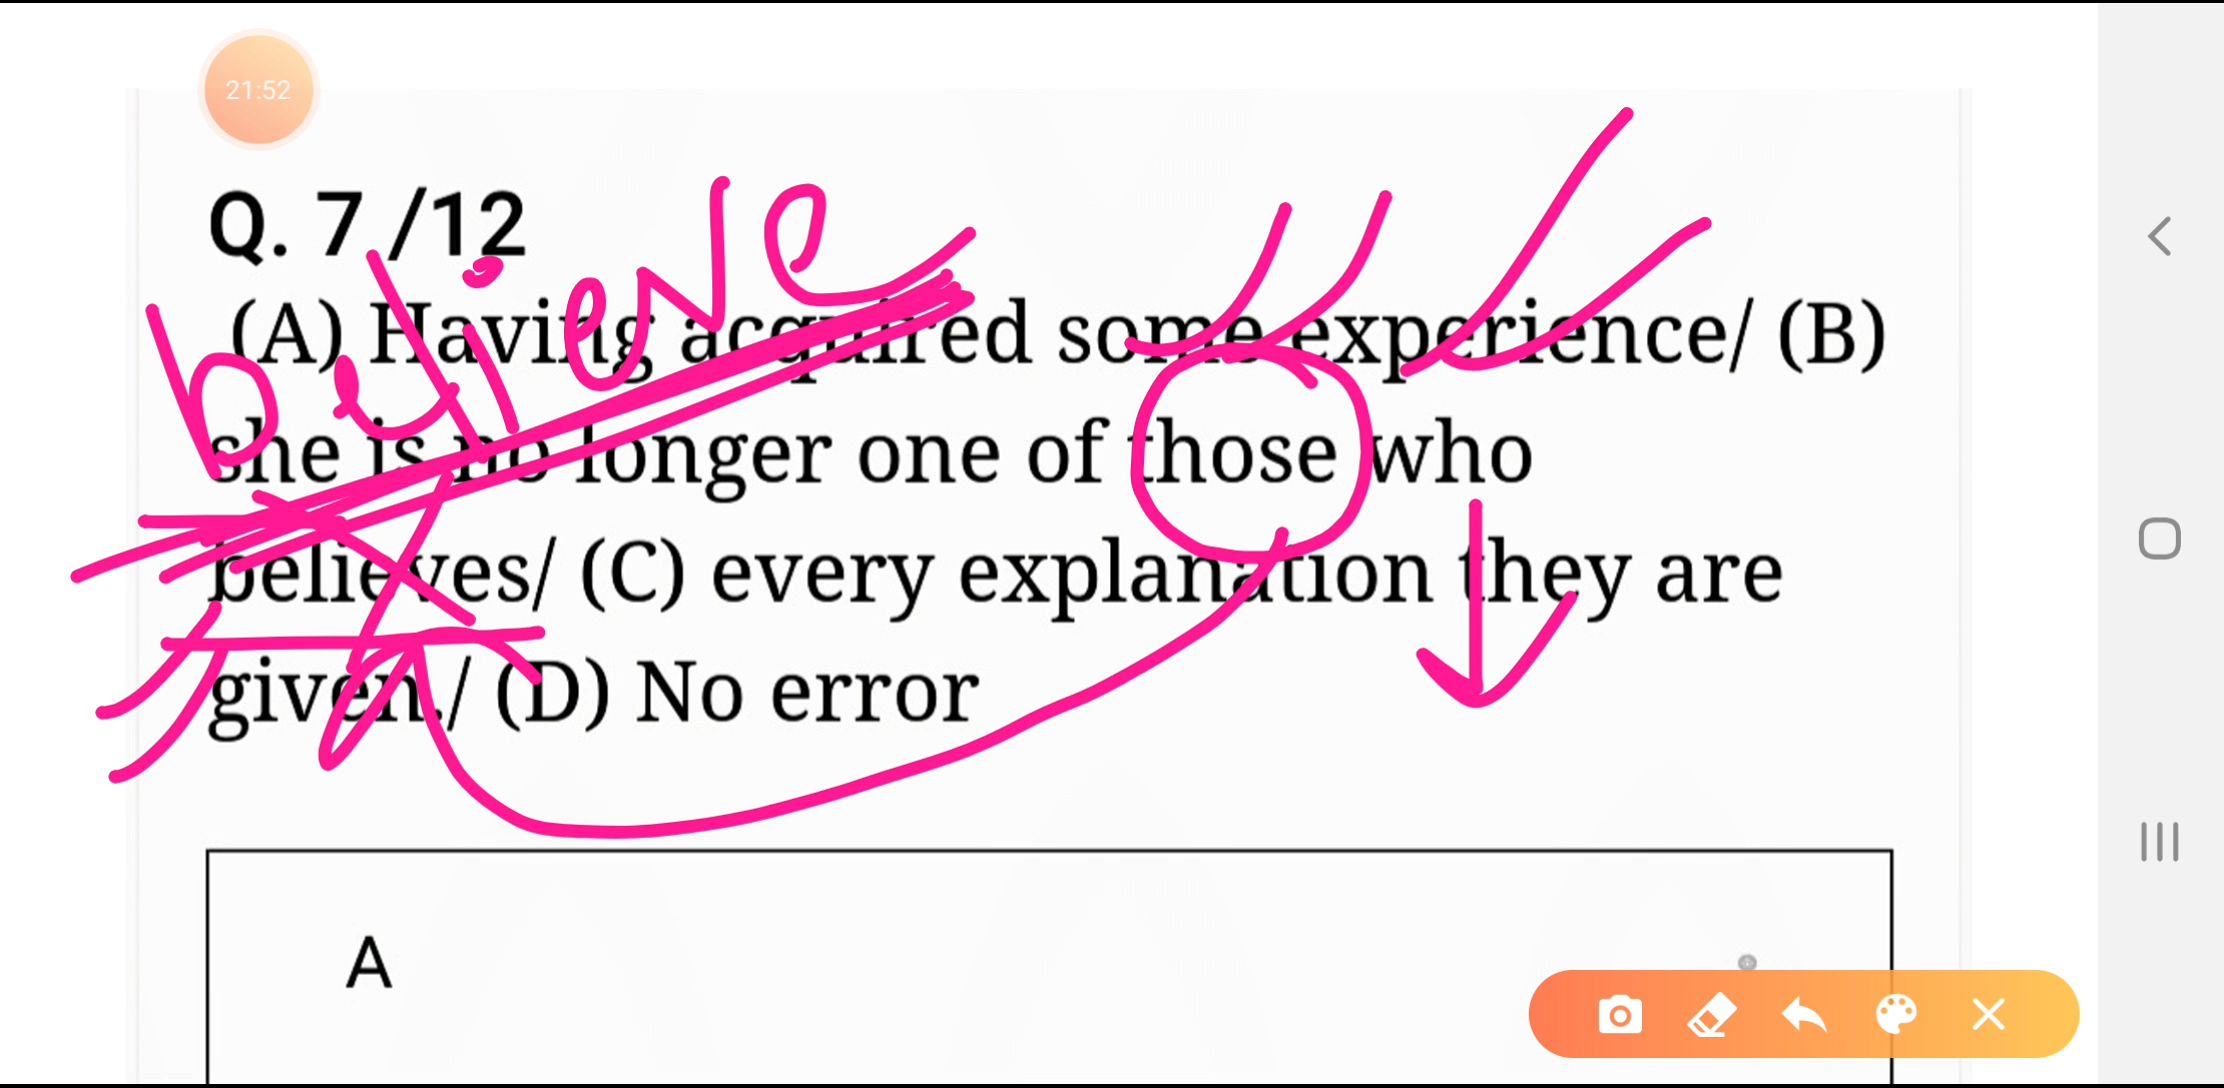 21:52
Q. 7 /12
believe
(A) Having acquired some experience/ (B)
she is no longer one of those who
believes/ (C) every explanation they are
given./ (D) No error
A